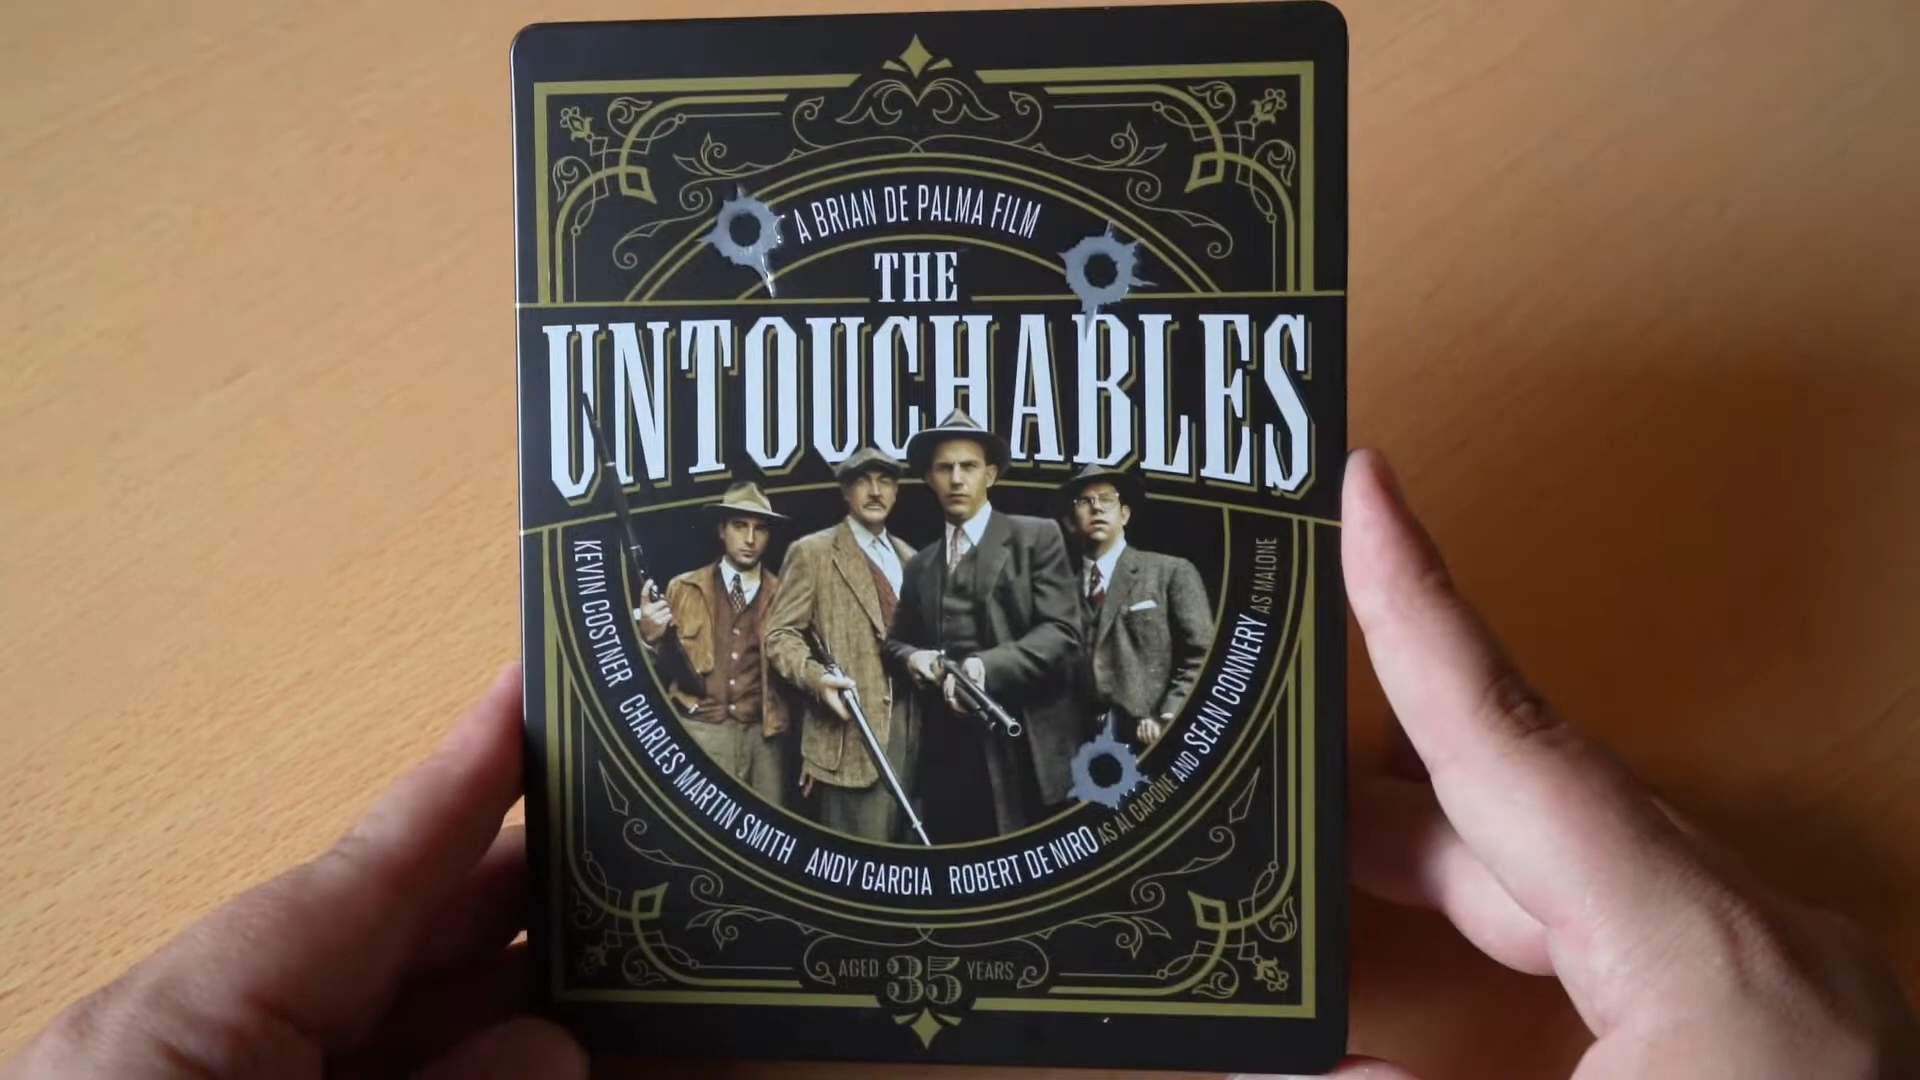 A BRIAN DE PALMA FILM
THE
UNTOUCHABLES
KEVIN COSTNER CHARLES MARTIN SMITH ANDY GARCIA ROBERT DE NIRO AS AL CAPONE AND SEAN CONNERY AS MALONE
AGED 35 YEARS